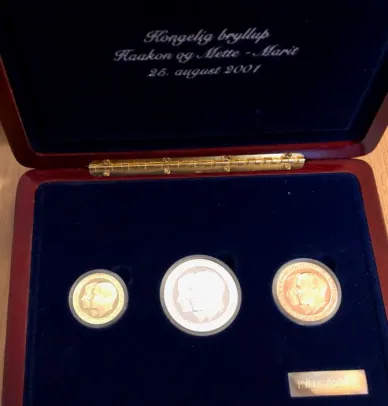 Kongelig bryllup
Haakon og Mette - Marit
25. august 2001